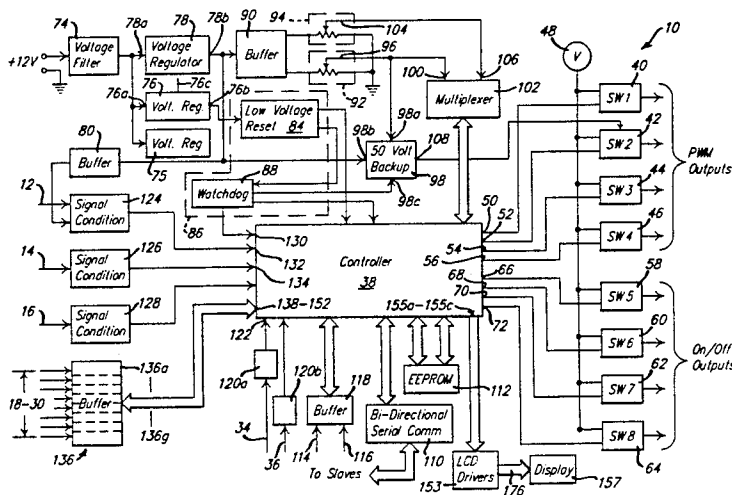 74
78a
78
78b
90
94
104
48
V
10
Voltage Filter
Voltage Regulator
Buffer
96
106
40
+12V
100
102
SW1
76
76c
76a
76b
Volt. Reg.
92
Multiplexer
42
75
Low Voltage Reset 84
98a
SW2
80
Volt. Reg
98b
108
44
PWM Outputs
Buffer
88
50 Volt Backup 98
SW3
12
124
Watchdog
98c
50
52
46
Signal Condition
86
54
SW4
14
126
130
56
58
Signal Condition
132
Controller 38
68
66
SW5
134
70
16
128
138-152
155a-155c
72
60
Signal Condition
122
SW6
On/Off Outputs
136a
120a
120b
EEPROM
62
18-30
Buffer
Buffer
118
112
SW7
136g
34
36
114
116
Bi-Directional Serial Comm
110
SW8
136
To Slaves
LCD Drivers
Display
64
153
176
157